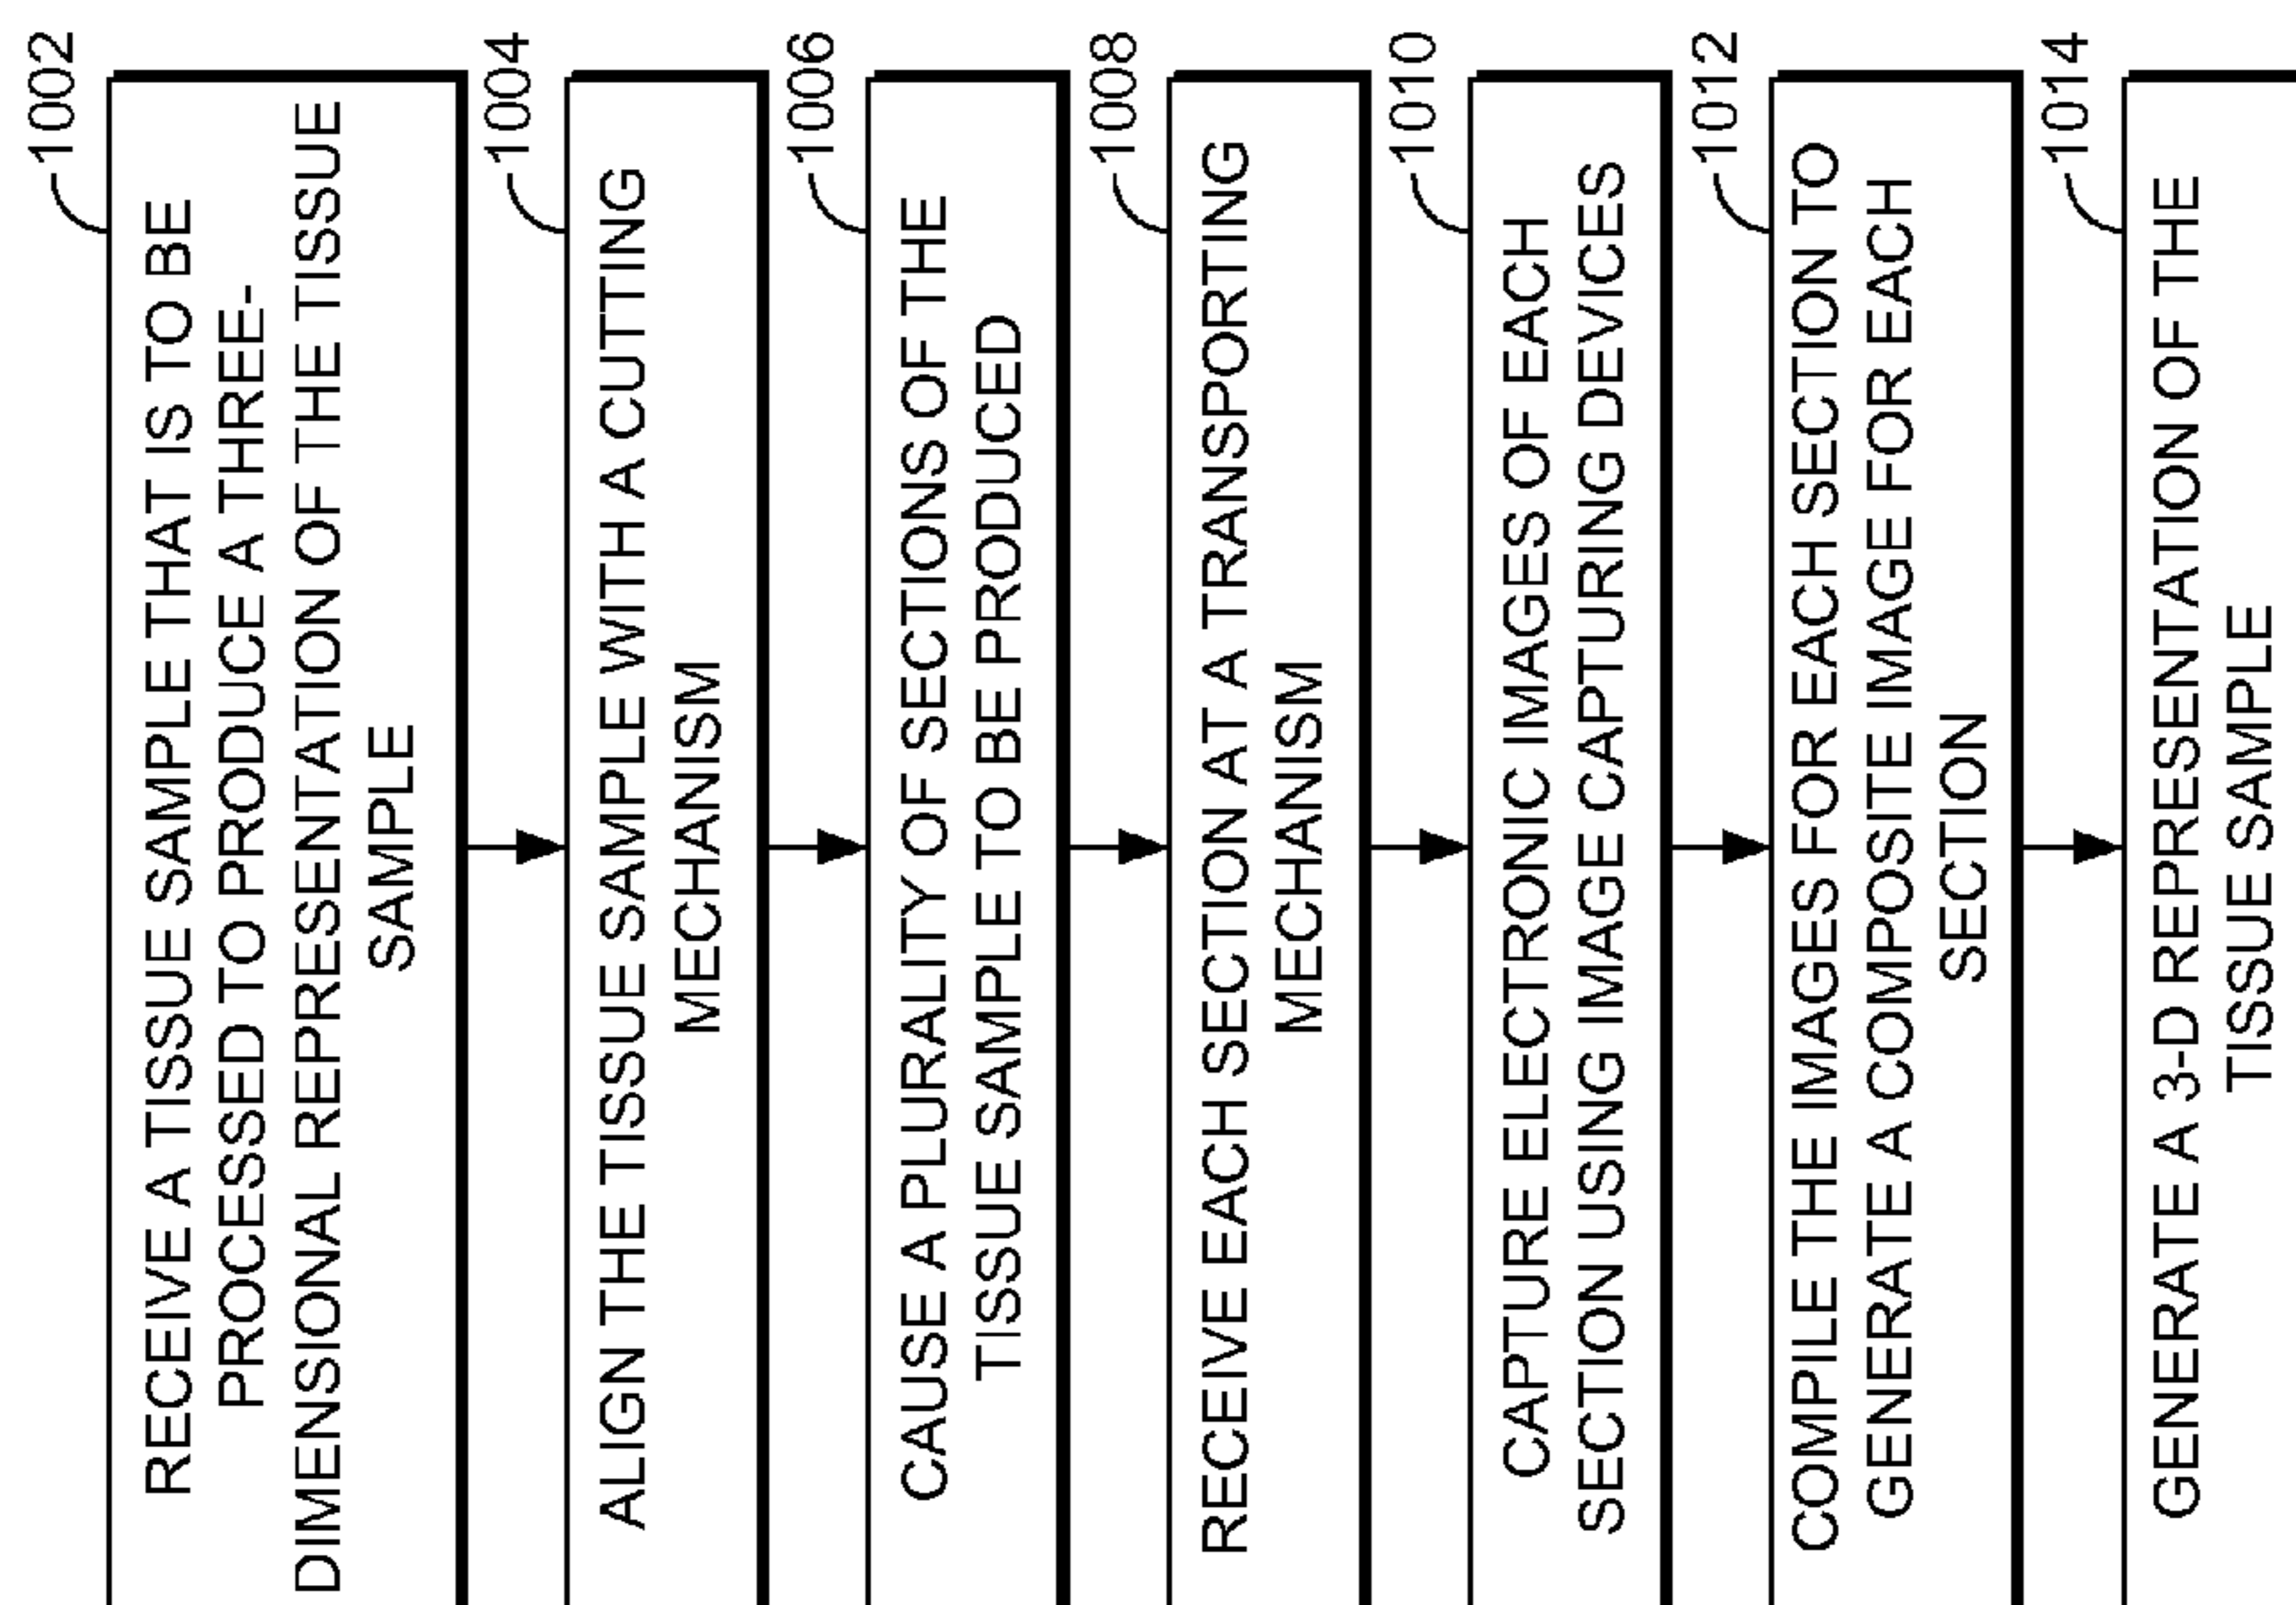 1002
RECEIVE A TISSUE SAMPLE THAT IS TO BE
PROCESSED TO PRODUCE A THREE-
DIMENSIONAL REPRESENTATION OF THE TISSUE
SAMPLE
1004
ALIGN THE TISSUE SAMPLE WITH A CUTTING
MECHANISM
1006
CAUSE A PLURALITY OF SECTIONS OF THE
TISSUE SAMPLE TO BE PRODUCED
1008
RECEIVE EACH SECTION AT A TRANSPORTING
MECHANISM
1010
CAPTURE ELECTRONIC IMAGES OF EACH
SECTION USING IMAGE CAPTURING DEVICES
1012
COMPILE THE IMAGES FOR EACH SECTION TO
GENERATE A COMPOSITE IMAGE FOR EACH
SECTION
1014
GENERATE A 3-D REPRESENTATION OF THE
TISSUE SAMPLE